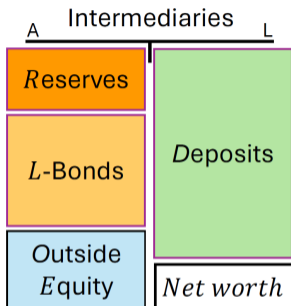 Intermediaries
A L
Reserves
L-Bonds
Outside
Equity
Deposits
Net worth